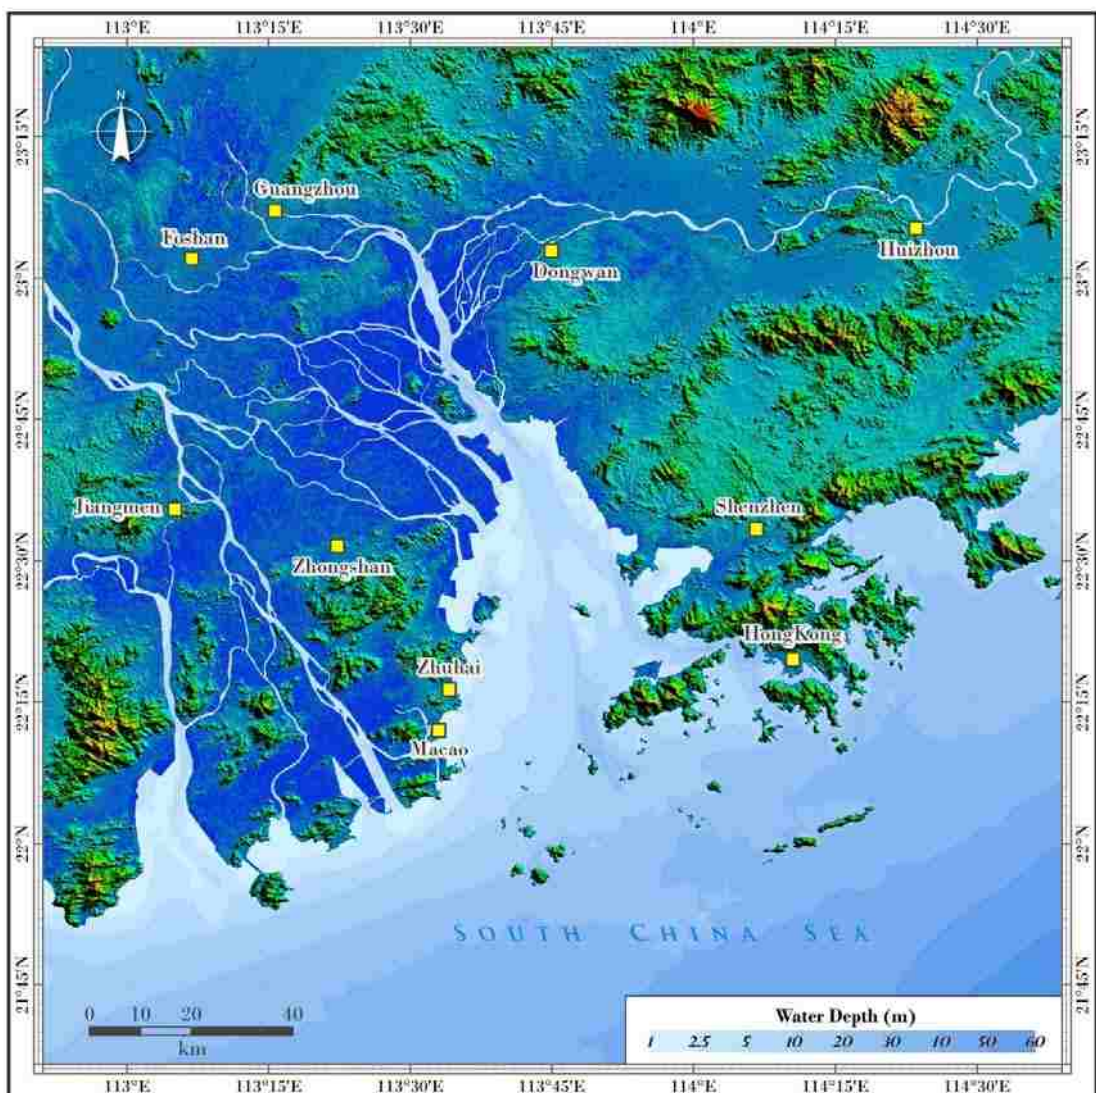 113°E 113°15'E 113°30'E 113°45'E 114°E 114°15'E 114°30'E
N
23°15'N 23°15'N
Guangzhou
Foshan
Huizhou
Dongwan
23°N 23°N
22°45'N 22°45'N
Jiangmen
Shenzhen
Zhongshan
22°30'N 22°30'N
HongKong
Zhuhai
22°15'N 22°15'N
Macao
22°N 22°N
SOUTH CHINA SEA
21°45'N 21°45'N
0 10 20 40
km
Water Depth (m)
1 2.5 5 10 20 30 40 50 60
113°E 113°15'E 113°30'E 113°45'E 114°E 114°15'E 114°30'E